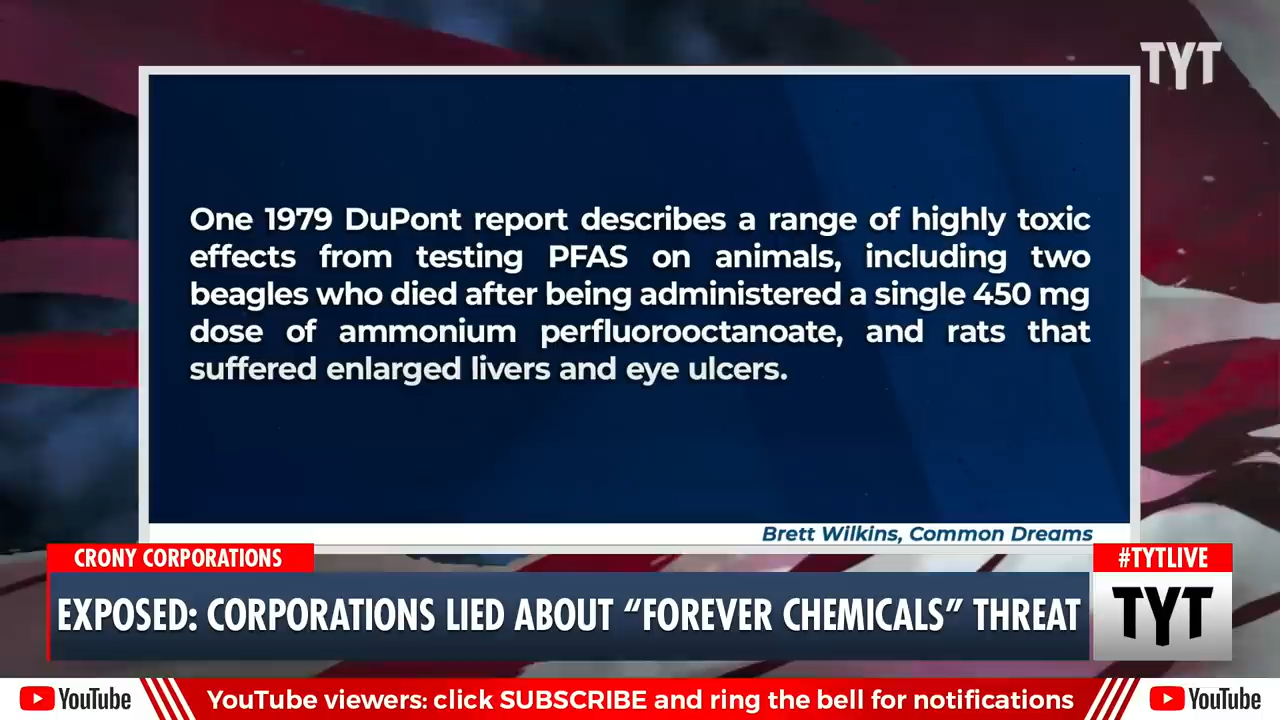 TYT
One 1979 DuPont report describes a range of highly toxic
effects from testing PFAS on animals, including two
beagles who died after being administered a single 450 mg
dose of ammonium perfluorooctanoate, and rats that
suffered enlarged livers and eye ulcers.
Brett Wilkins, Common Dreams
CRONY CORPORATIONS
#TYTLIVE
EXPOSED: CORPORATIONS LIED ABOUT “FOREVER CHEMICALS” THREAT
TYT
YouTube
YouTube viewers: click SUBSCRIBE and ring the bell for notifications
YouTube